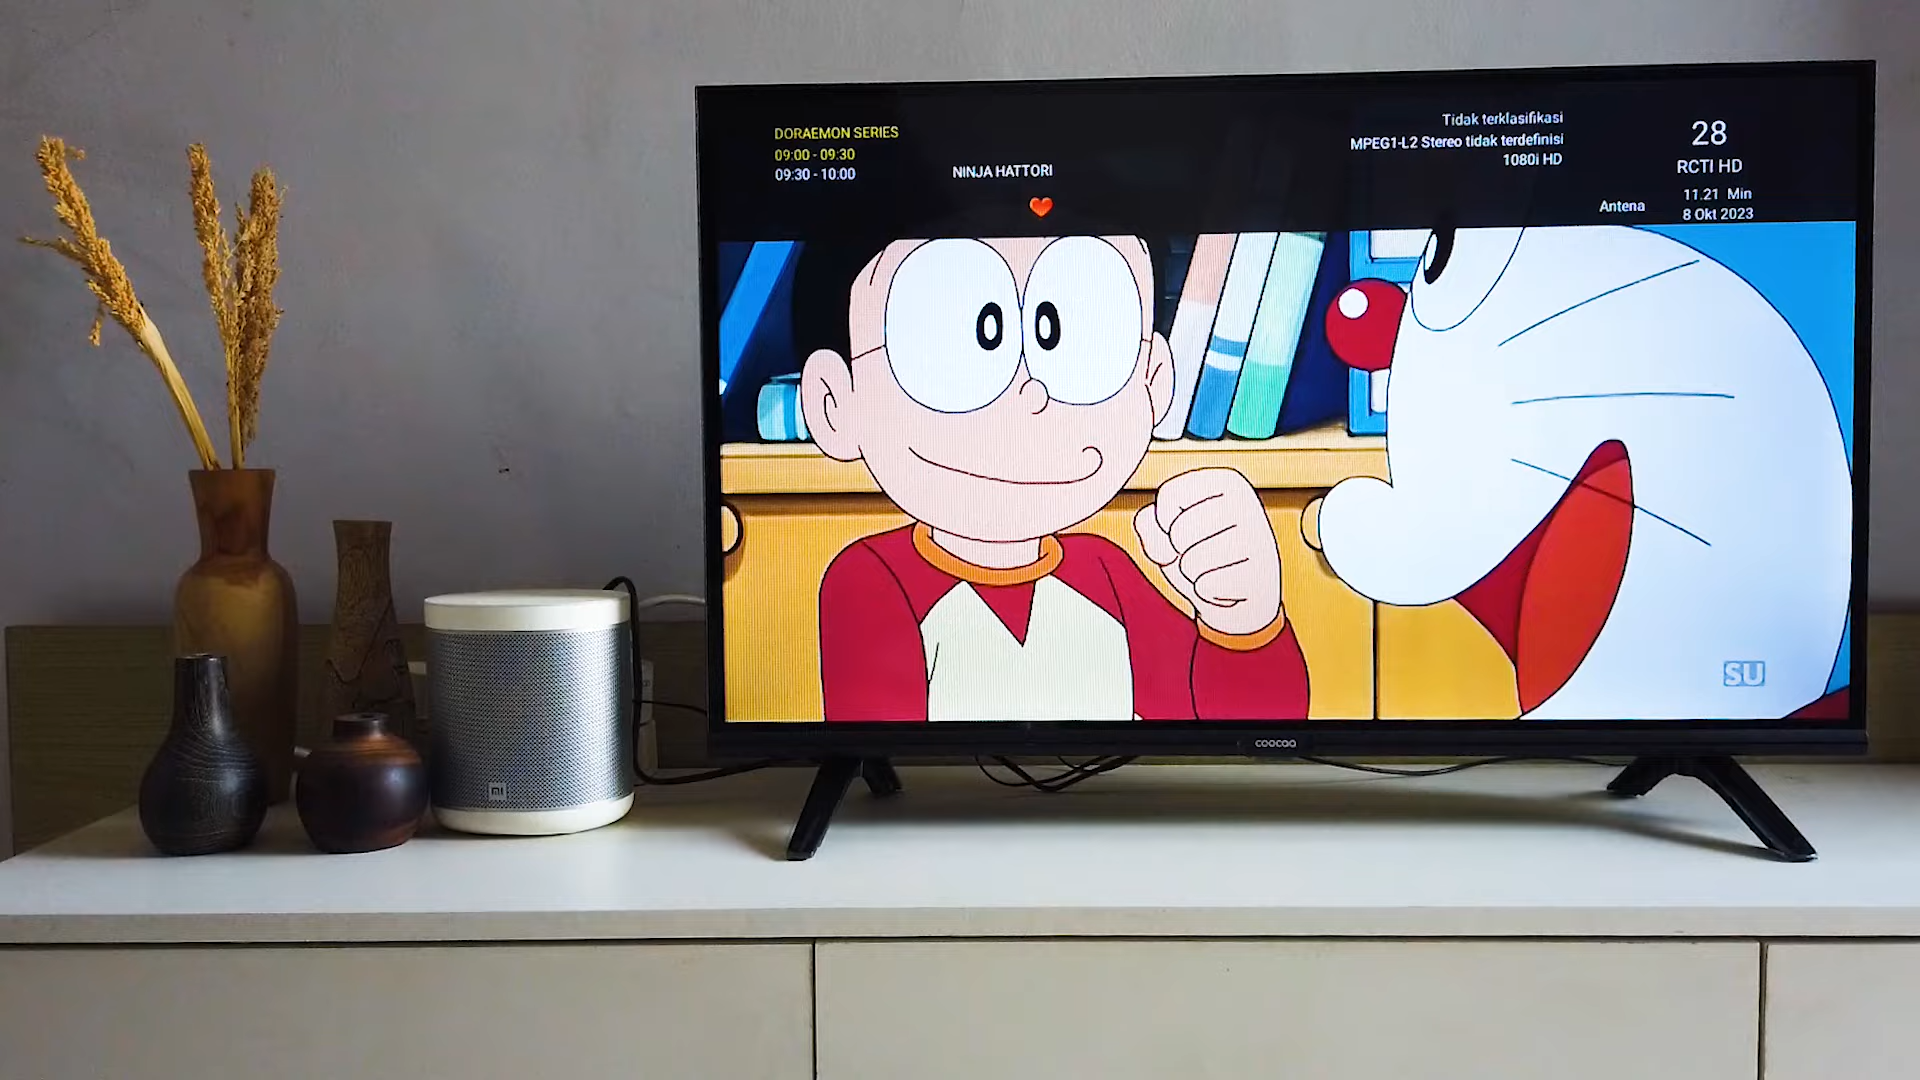 DORAEMON SERIES
09:00 - 09:30
09:30 - 10:00
NINJA HATTORI
Tidak terklasifikasi
MPEG1-L2 Stereo tidak terdefinisi
1080i HD
Antena
28
RCTI HD
11.21 Min
8 Okt 2023
SU
coocaa
mi